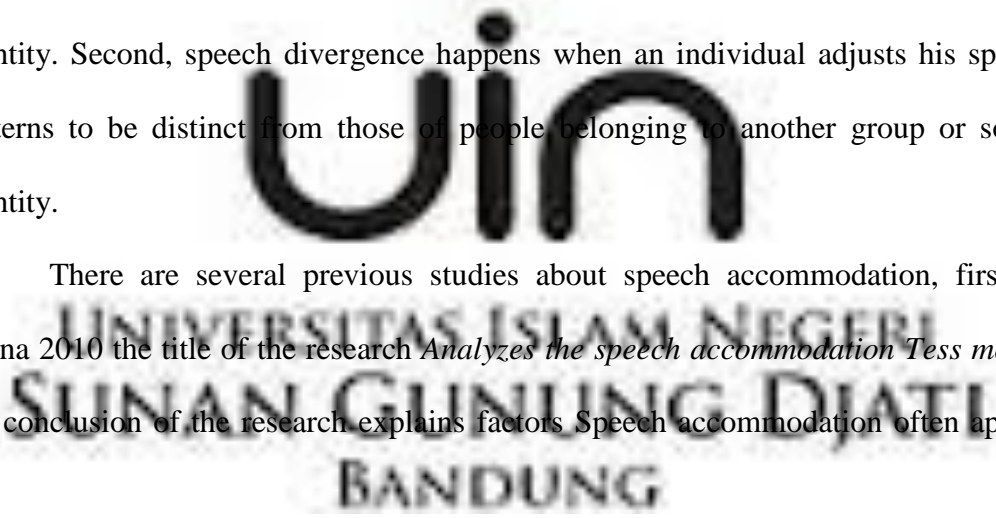 ntity. Second, speech divergence happens when an individual adjusts his sp
terns to be distinct from those of people belonging to another group or so
ntity.
uin
There are several previous studies about speech accommodation, firs
UNIVERSITAS ISLAM NEGERI
na 2010 the title of the research Analyzes the speech accommodation Tess m
SUNAN GUNUNG DJATI
conclusion of the research explains factors Speech accommodation often ap
BANDUNG